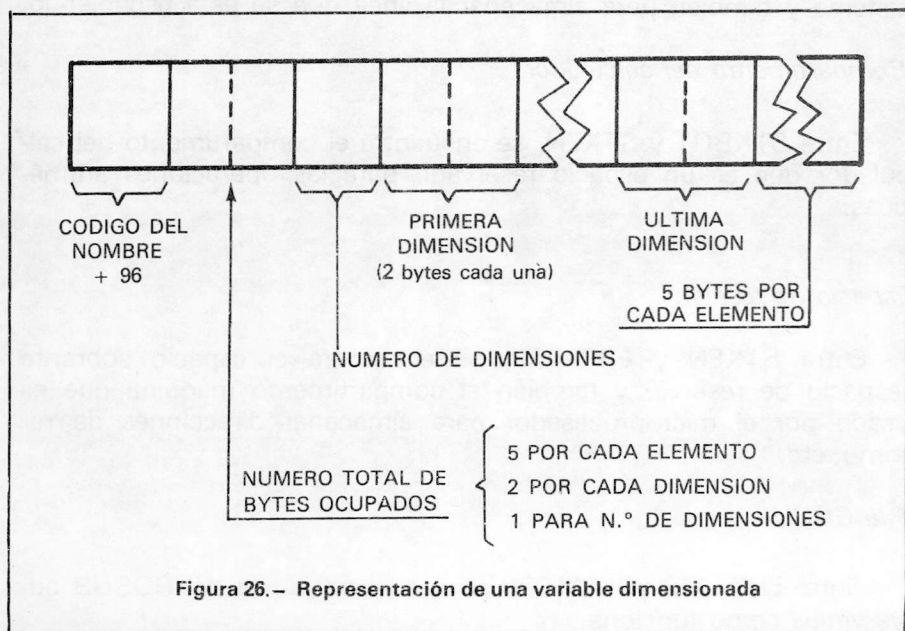 CODIGO DEL
NOMBRE
+ 96
PRIMERA
DIMENSION
(2 bytes cada una)
ULTIMA
DIMENSION
5 BYTES POR
CADA ELEMENTO
NUMERO DE DIMENSIONES
NUMERO TOTAL DE
BYTES OCUPADOS
5 POR CADA ELEMENTO
2 POR CADA DIMENSION
1 PARA N.° DE DIMENSIONES
Figura 26.– Representación de una variable dimensionada